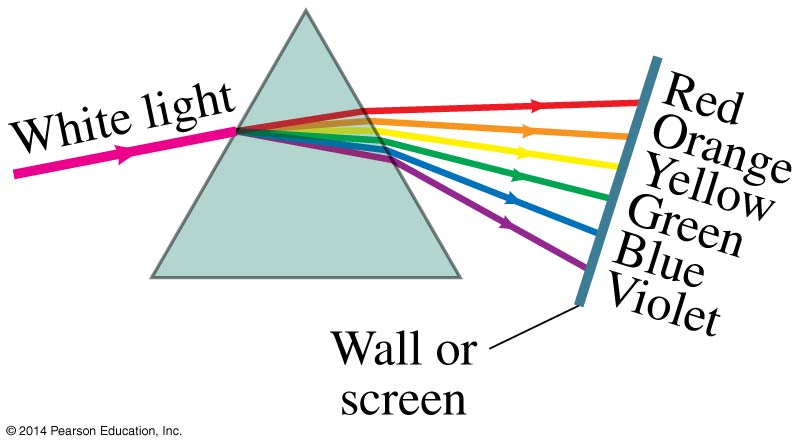 White light
Red
Orange
Yellow
Green
Blue
Violet
Wall or
screen
© 2014 Pearson Education, Inc.